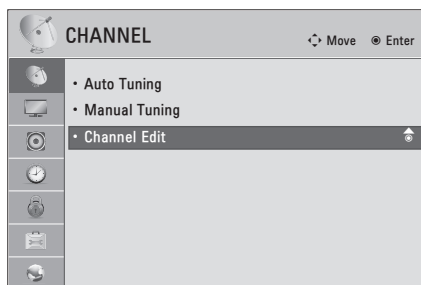 CHANNEL
Move Enter
• Auto Tuning
• Manual Tuning
• Channel Edit